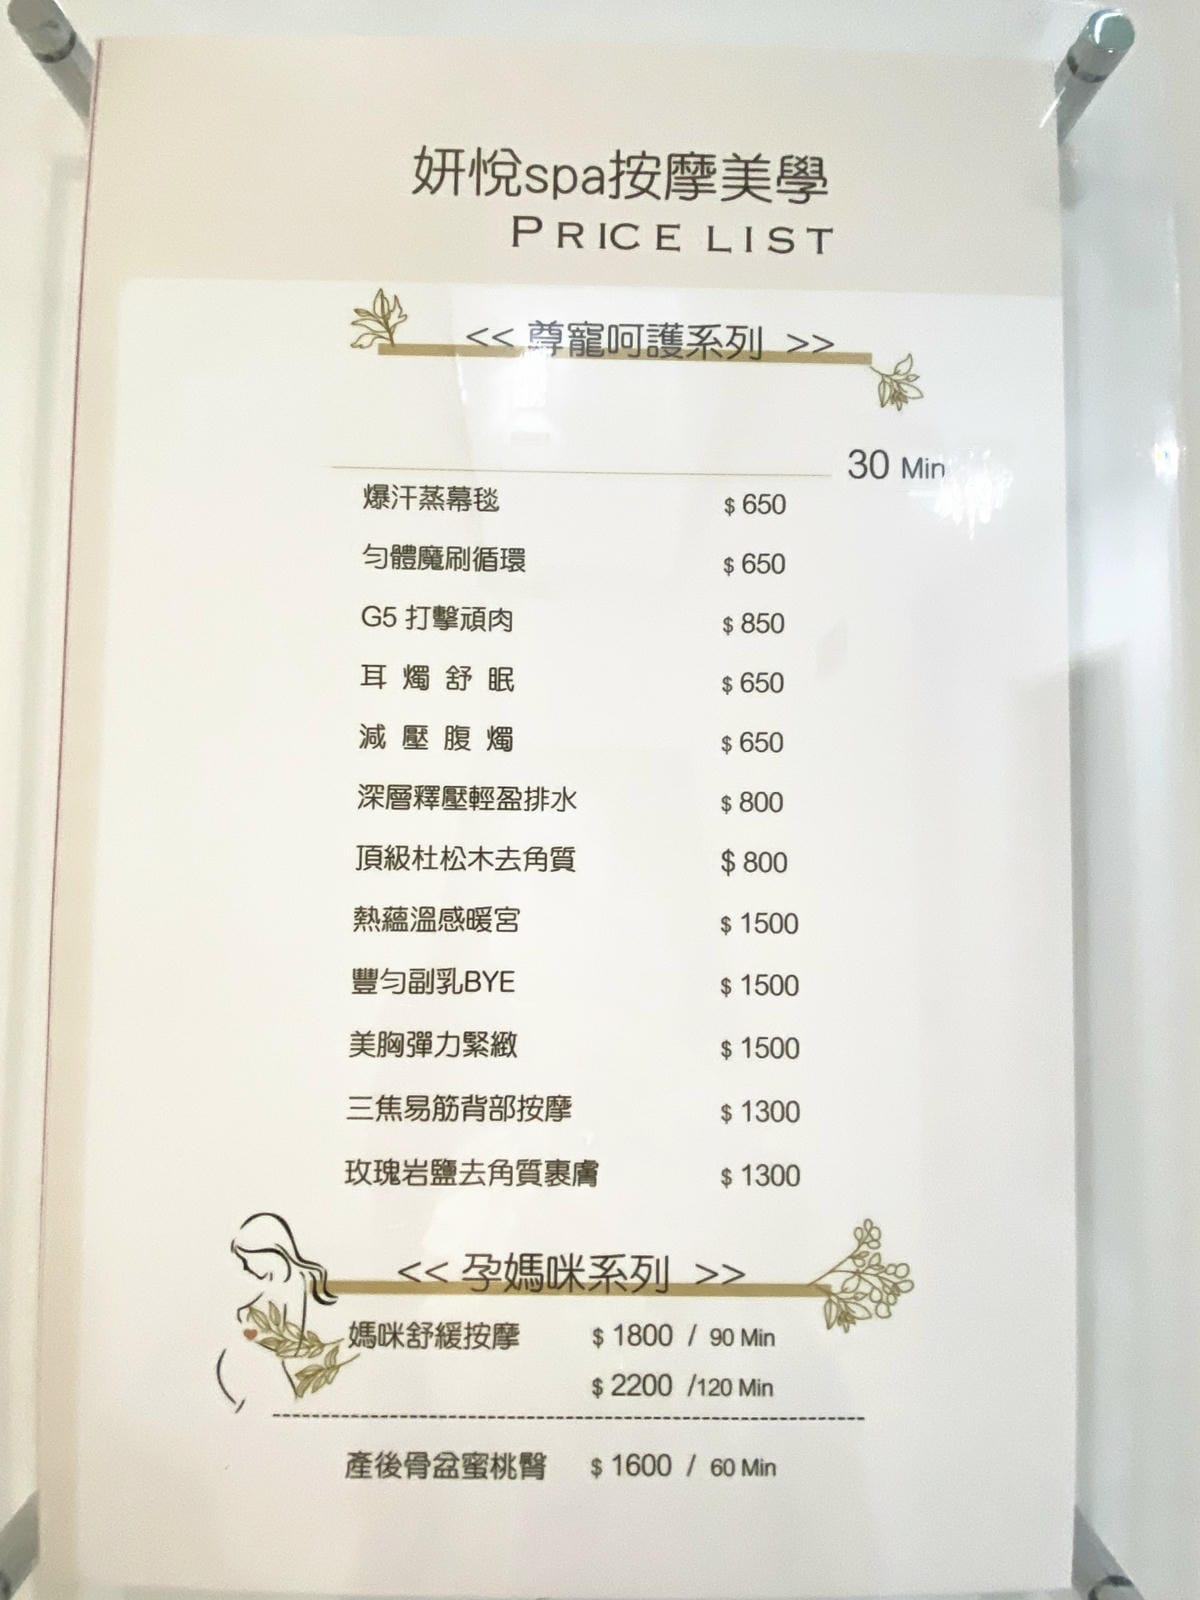 妍悅spa按摩美學
PRICE LIST
<< 尊寵呵護系列 >>
30 Min
爆汗蒸幕毯 $ 650
勻體魔刷循環 $ 650
G5 打擊頑肉 $ 850
耳 燭 舒 眠 $ 650
減 壓 腹 燭 $ 650
深層釋壓輕盈排水 $ 800
頂級杜松木去角質 $ 800
熱蘊溫感暖宮 $ 1500
豐勻副乳BYE $ 1500
美胸彈力緊緻 $ 1500
三焦易筋背部按摩 $ 1300
玫瑰岩鹽去角質裹膚 $ 1300
<< 孕媽咪系列 >>
媽咪舒緩按摩 $ 1800 / 90 Min
$ 2200 /120 Min
產後骨盆蜜桃臀 $ 1600 / 60 Min